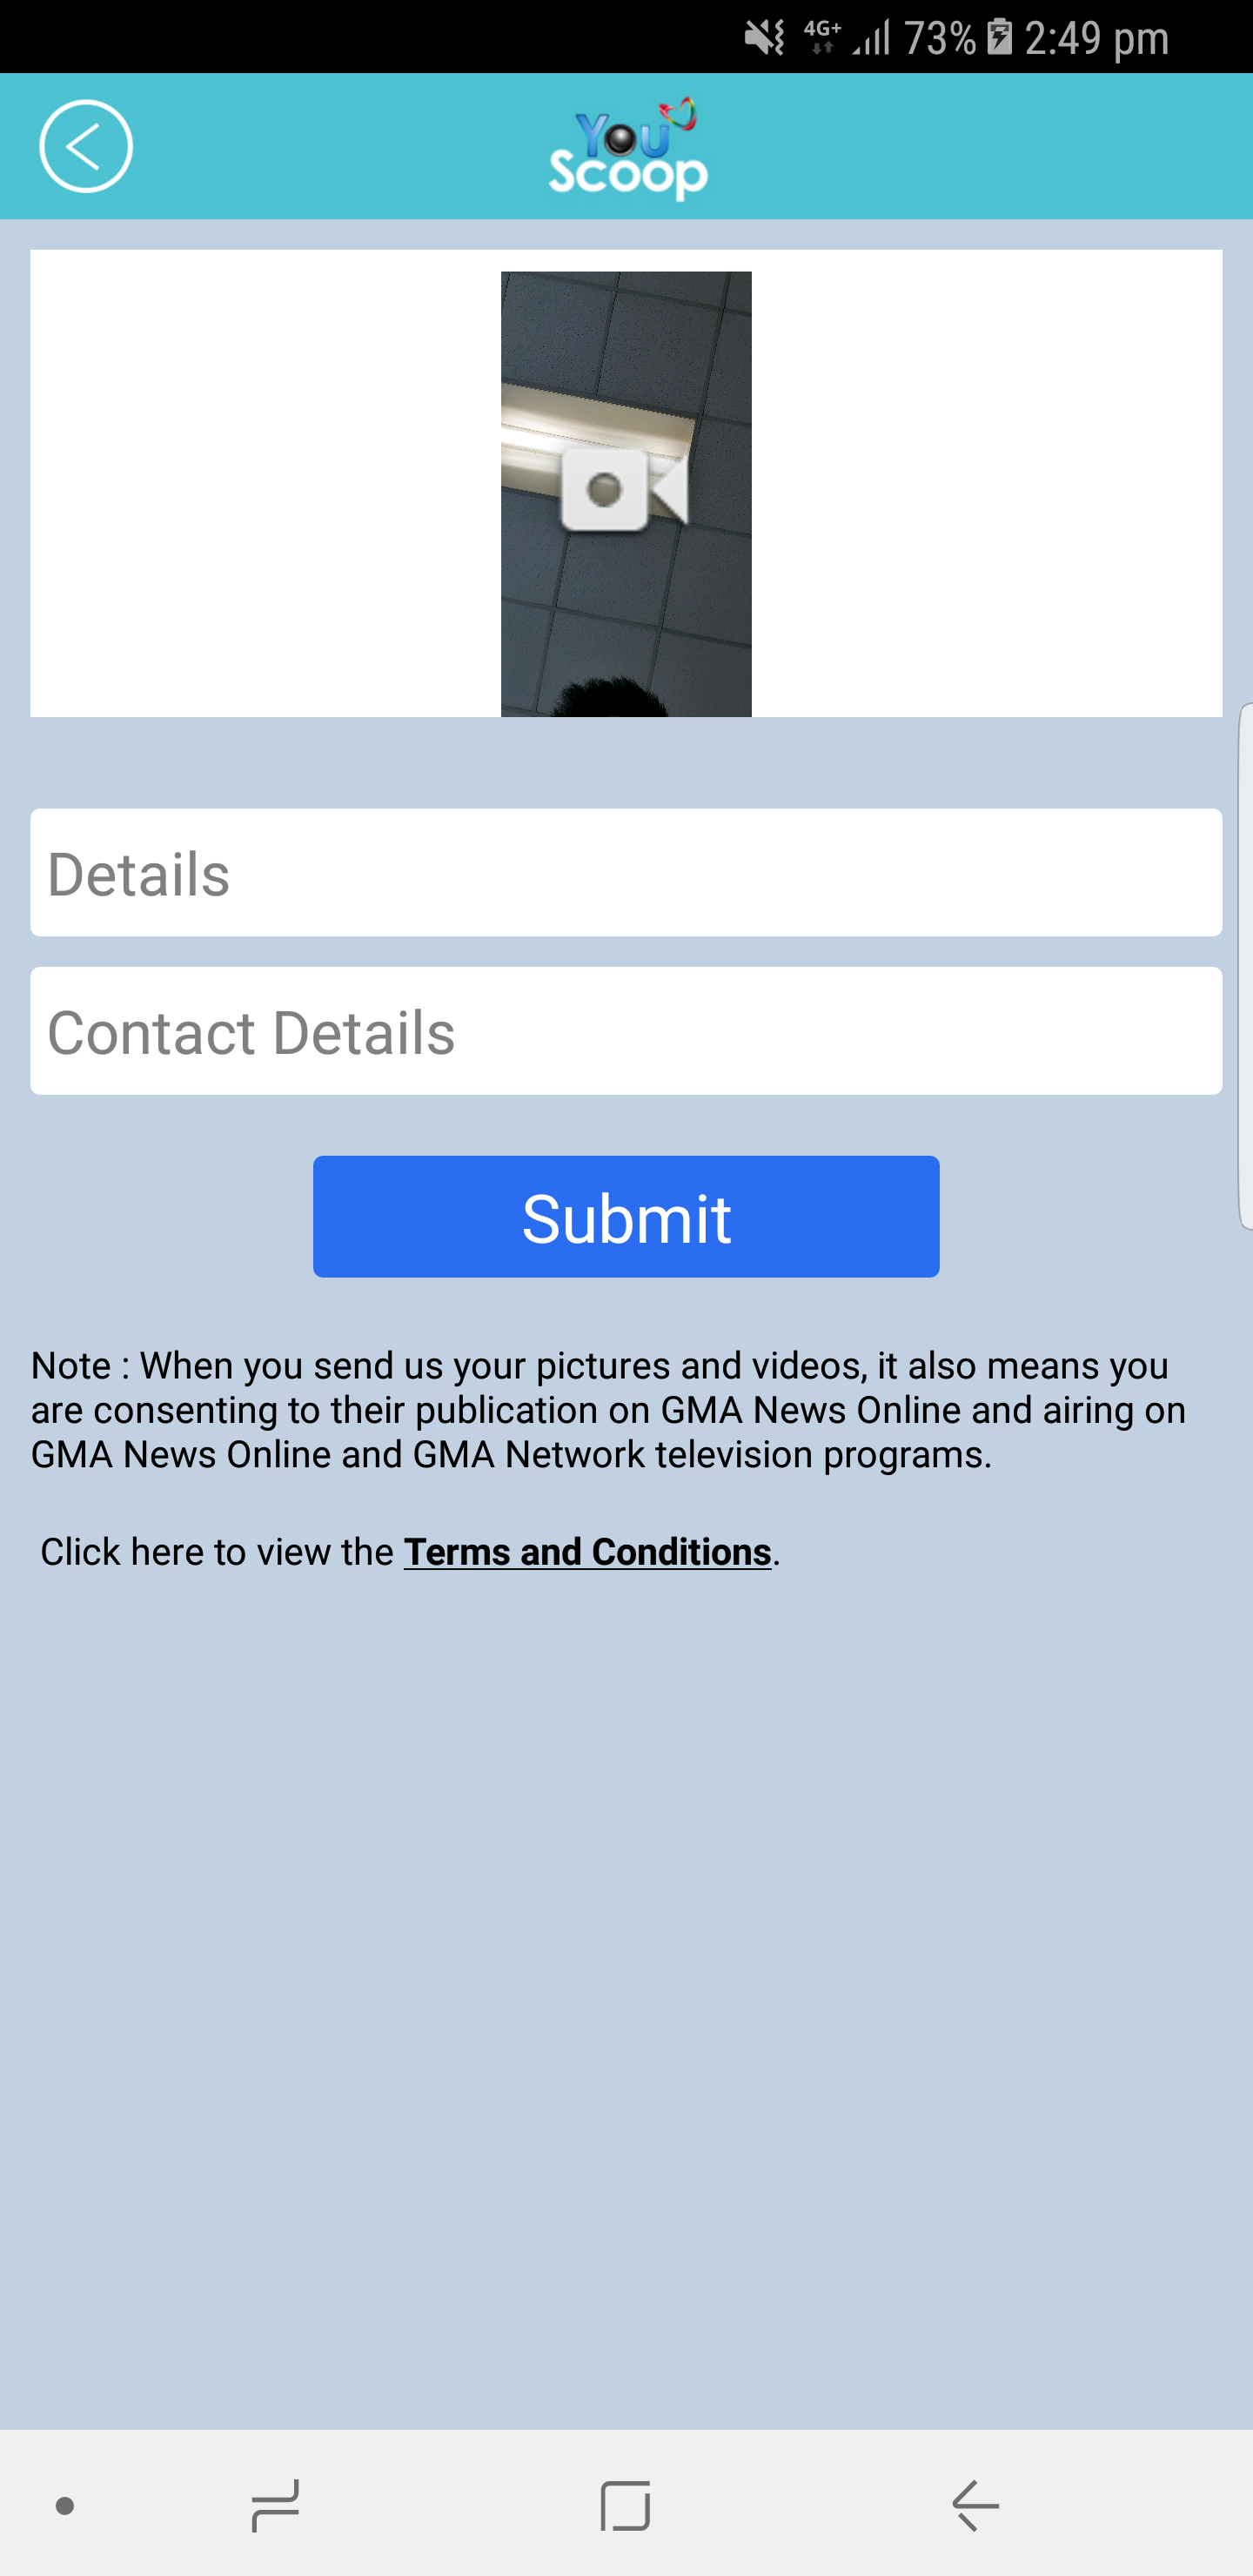 4G+ 73% 2:49 pm
You
Scoop
Details
Contact Details
Submit
Note : When you send us your pictures and videos, it also means you
are consenting to their publication on GMA News Online and airing on
GMA News Online and GMA Network television programs.
Click here to view the Terms and Conditions.